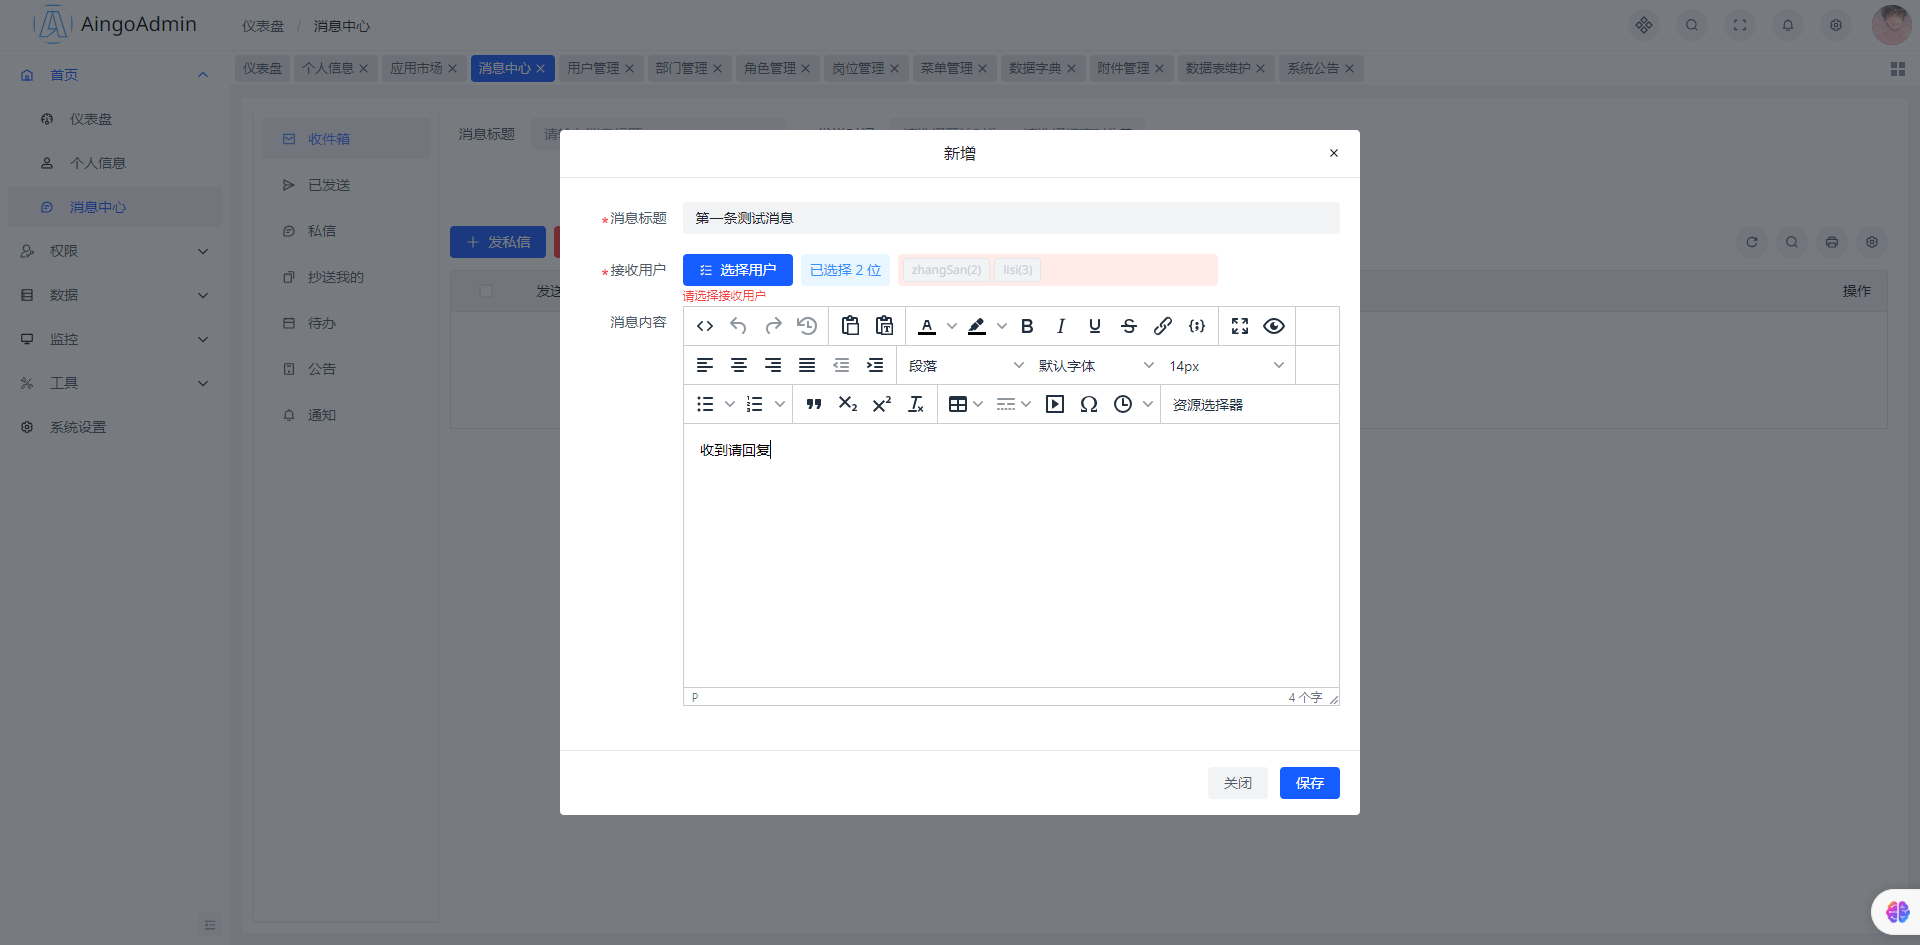 AingoAdmin
仪表盘 / 消息中心
首页
仪表盘
个人信息
消息中心
权限
数据
监控
工具
系统设置
仪表盘 个人信息 应用市场 消息中心 用户管理 部门管理 角色管理 岗位管理 菜单管理 数据字典 附件管理 数据表维护 系统公告
收件箱
已发送
私信
抄送我的
待办
公告
通知
消息标题
发私信
发送
操作
新增
*消息标题 第一条测试消息
*接收用户 选择用户 已选择 2 位 zhangSan(2) lisi(3)
请选择接收用户
消息内容
段落 默认字体 14px
资源选择器
收到请回复
P 4 个字
关闭 保存